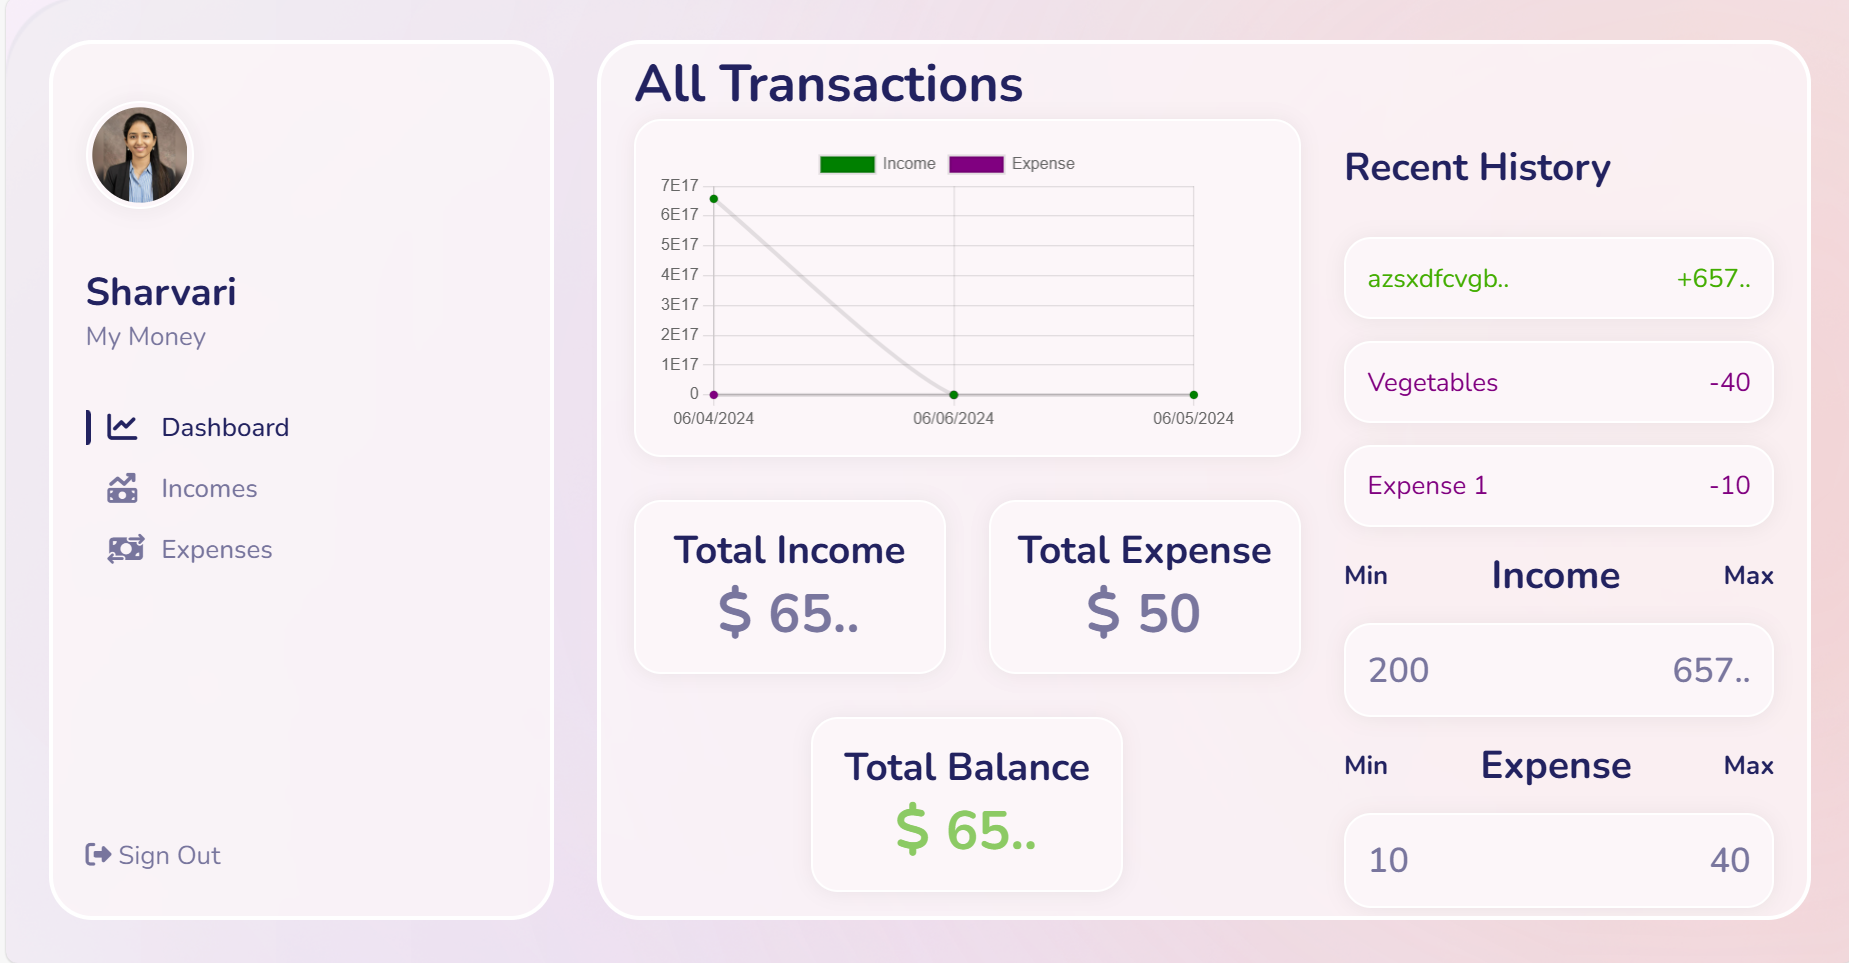 Sharvari
My Money
Dashboard
Incomes
Expenses
Sign Out
All Transactions
Income Expense
7E17
6E17
5E17
4E17
3E17
2E17
1E17
0
06/04/2024 06/06/2024 06/05/2024
Total Income
$ 65..
Total Expense
$ 50
Total Balance
$ 65..
Recent History
azsxdfcvgb.. +657..
Vegetables -40
Expense 1 -10
Min Income Max
200 657..
Min Expense Max
10 40